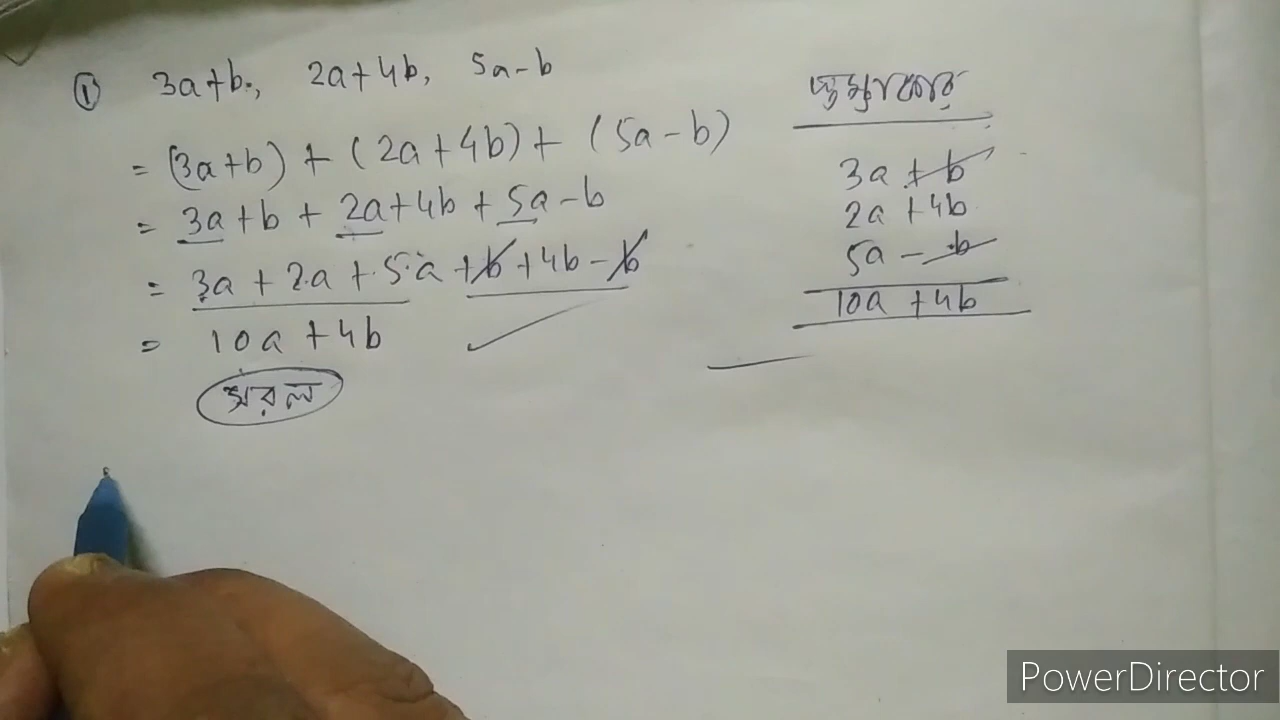 ① 3a+b, 2a+4b, 5a-b
= (3a+b) + (2a+4b) + (5a-b)
= 3a+b + 2a+4b + 5a-b
= 3a + 2a + 5a + b + 4b - b
= 10a + 4b
সরল
3a + b
2a + 4b
5a - b
10a + 4b
PowerDirector